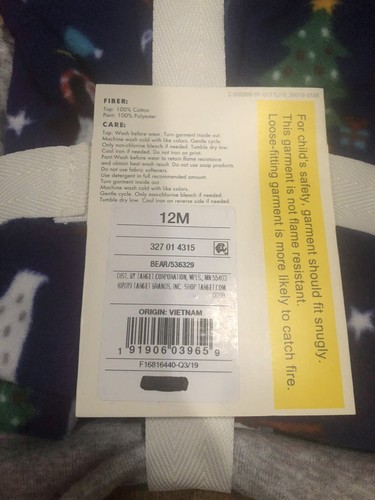 FIBER:
Top: 100% Cotton
Pant: 100% Polyester
CARE:
Top: Wash before wear. Turn garment inside out.
Machine wash cold with like colors. Gentle cycle.
Only non-chlorine bleach if needed. Tumble dry low.
Cool iron if needed. Do not iron on print.
Pant: Wash before wear to retain flame resistance
and obtain best wash result. Do not use soap products.
Do not use fabric softeners.
Use detergent in full recommended amount.
Turn garment inside out.
Machine wash cold with like colors.
Gentle cycle. Only non-chlorine bleach if needed.
Tumble dry low. Cool iron on reverse side if needed.
12M
327 01 4315
BEAR/536329
DIST. BY TARGET CORPORATION, MPLS., MN 55403
©2019 TARGET BRANDS, INC. SHOP TARGET.COM
ORIGIN: VIETNAM
1 91906 03965 9
F16816440-Q3/19
For child's safety, garment should fit snugly.
This garment is not flame resistant.
Loose-fitting garment is more likely to catch fire.